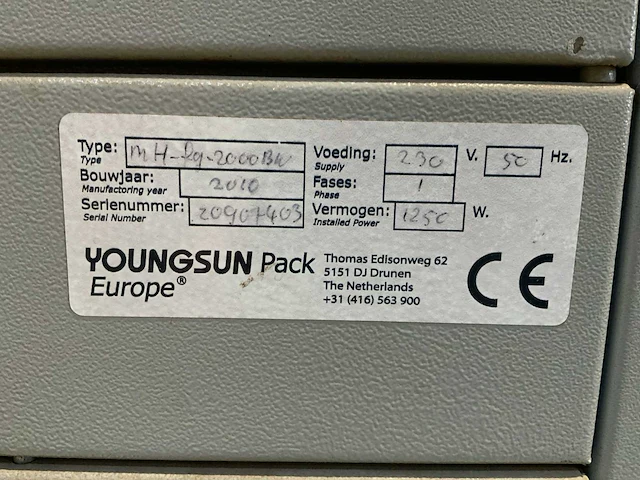 Type: MH-Fg-2000BW Voeding: 230 V. 50 Hz.
Type Supply
Bouwjaar: 2010 Fases: 1
Manufactoring year Phase
Serienummer: 20907403 Vermogen: 1250 W.
Serial Number Installed Power
YOUNGSUN Pack Europe®
Thomas Edisonweg 62
5151 DJ Drunen
The Netherlands
+31 (416) 563 900
CE